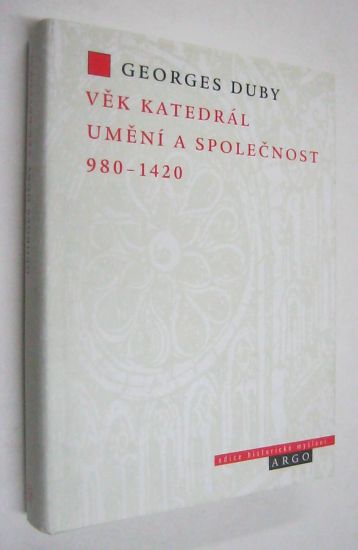 GEORGES DUBY
VĚK KATEDRÁL
UMĚNÍ A SPOLEČNOST
980–1420
edice historické myšlení
ARGO